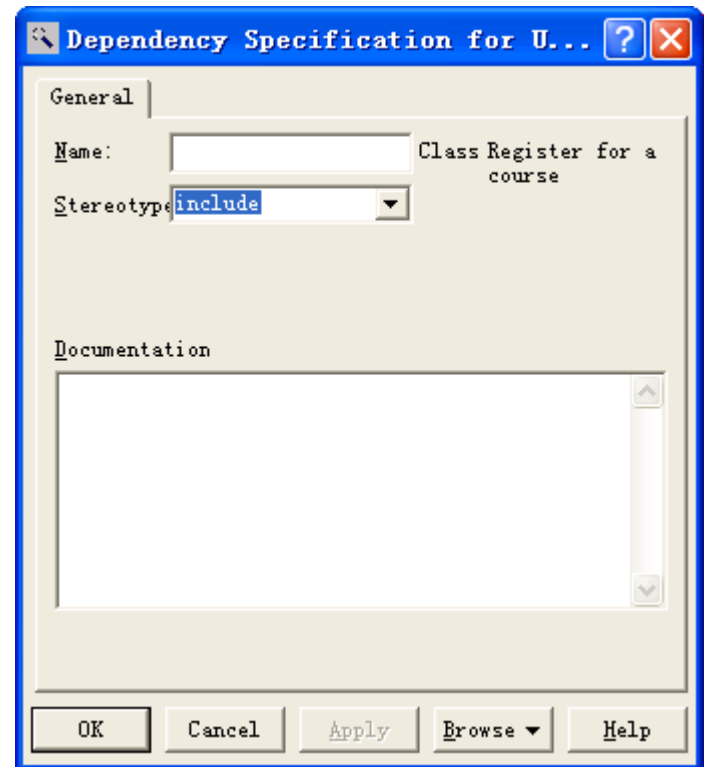 Dependency Specification for U...
General
Name: Class Register for a
course
Stereotype include
Documentation
OK Cancel Apply Browse Help